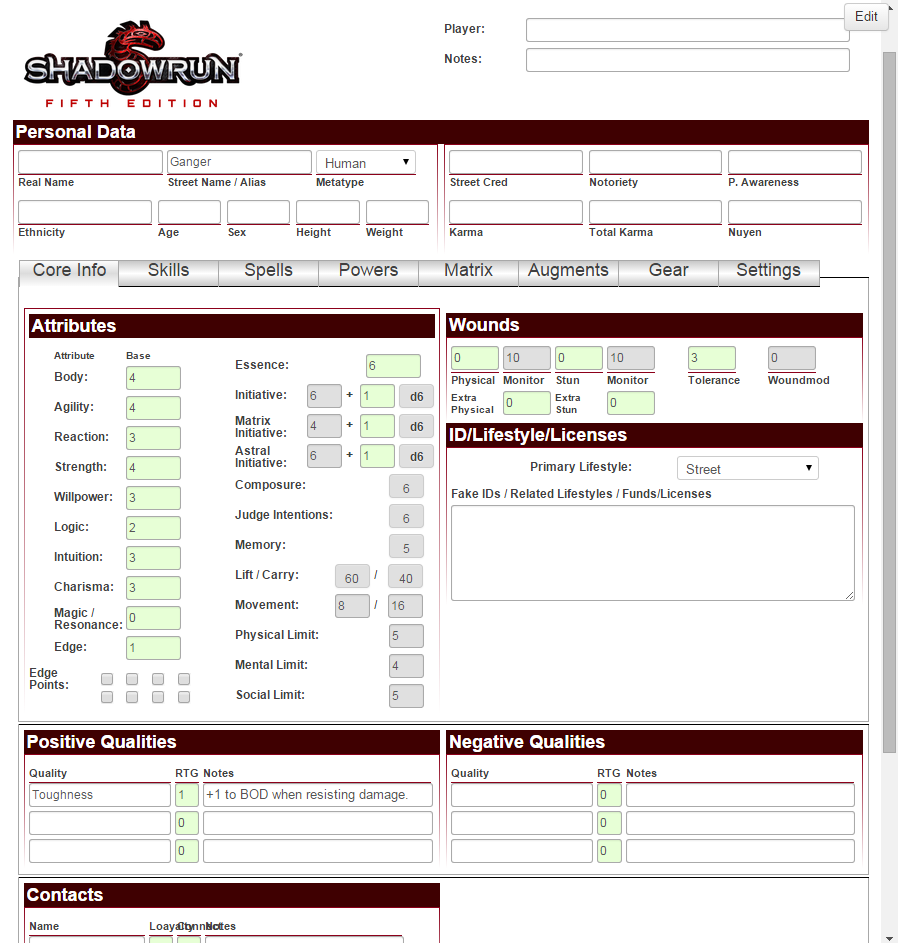 Edit
Player:
Notes:
SHADOWRUN
FIFTH EDITION
Personal Data
Ganger Human
Real Name Street Name / Alias Metatype
Street Cred Notoriety P. Awareness
Ethnicity Age Sex Height Weight
Karma Total Karma Nuyen
Core Info Skills Spells Powers Matrix Augments Gear Settings
Attributes
Attribute Base
Body: 4
Agility: 4
Reaction: 3
Strength: 4
Willpower: 3
Logic: 2
Intuition: 3
Charisma: 3
Magic /
Resonance: 0
Edge: 1
Edge
Points:
Essence: 6
Initiative: 6 + 1 d6
Matrix
Initiative: 4 + 1 d6
Astral
Initiative: 6 + 1 d6
Composure: 6
Judge Intentions: 6
Memory: 5
Lift / Carry: 60 / 40
Movement: 8 / 16
Physical Limit: 5
Mental Limit: 4
Social Limit: 5
Wounds
0 10 0 10 3 0
Physical Monitor Stun Monitor Tolerance Woundmod
Extra
Physical 0
Extra
Stun 0
ID/Lifestyle/Licenses
Primary Lifestyle: Street
Fake IDs / Related Lifestyles / Funds/Licenses
Positive Qualities
Quality RTG Notes
Toughness 1 +1 to BOD when resisting damage.
0
0
Negative Qualities
Quality RTG Notes
0
0
0
Contacts
Name Loayalty Connect Notes